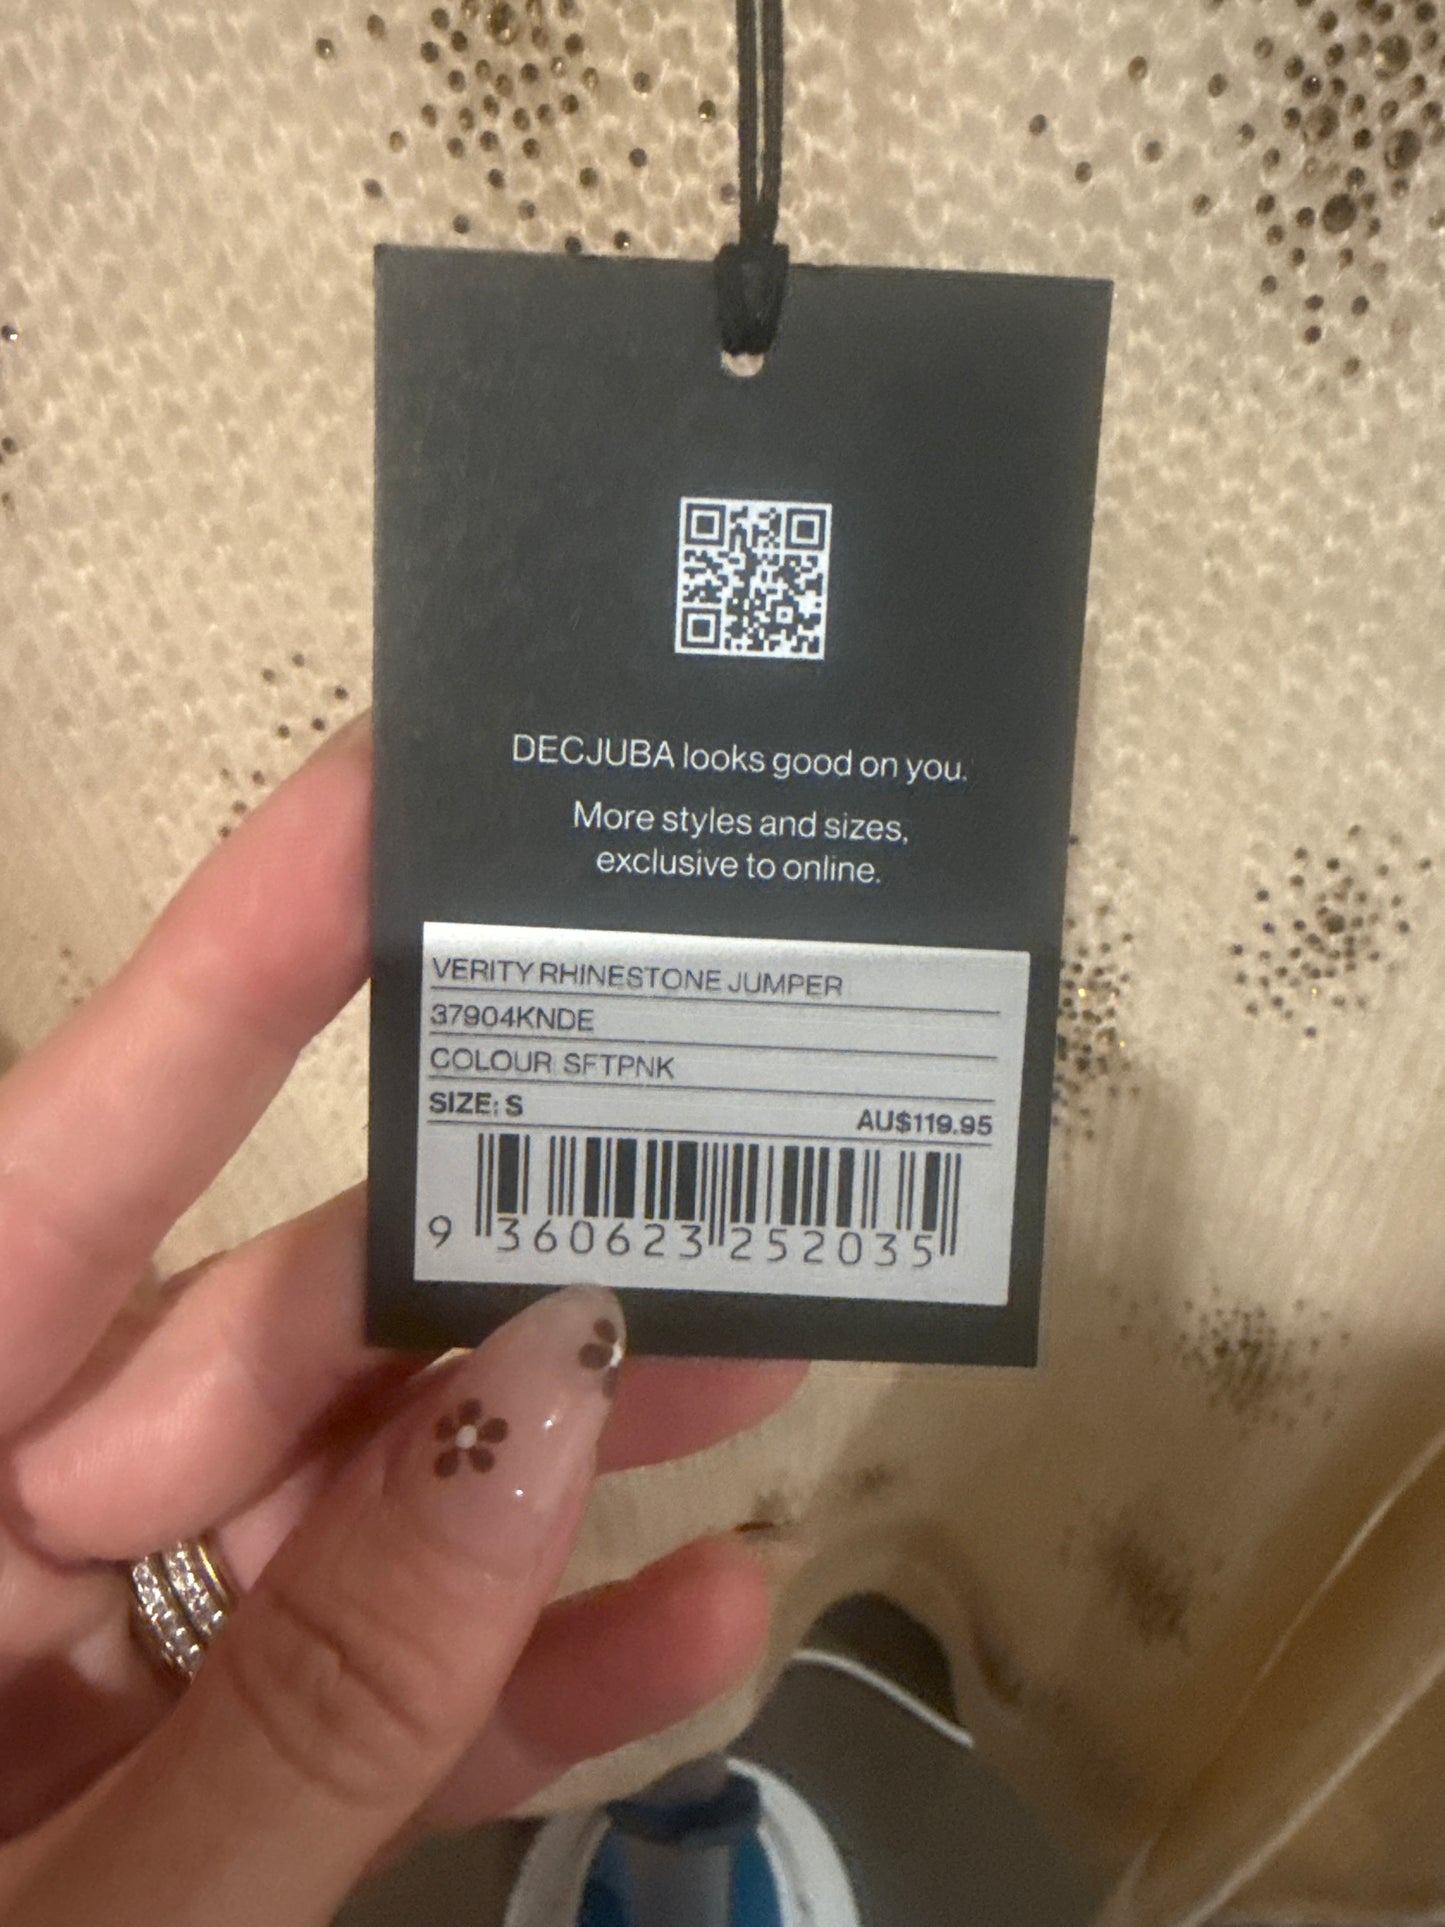 DECJUBA looks good on you.
More styles and sizes,
exclusive to online.
VERITY RHINESTONE JUMPER
37904KNDE
COLOUR SFTPNK
SIZE: S AU$119.95
9 360623 252035